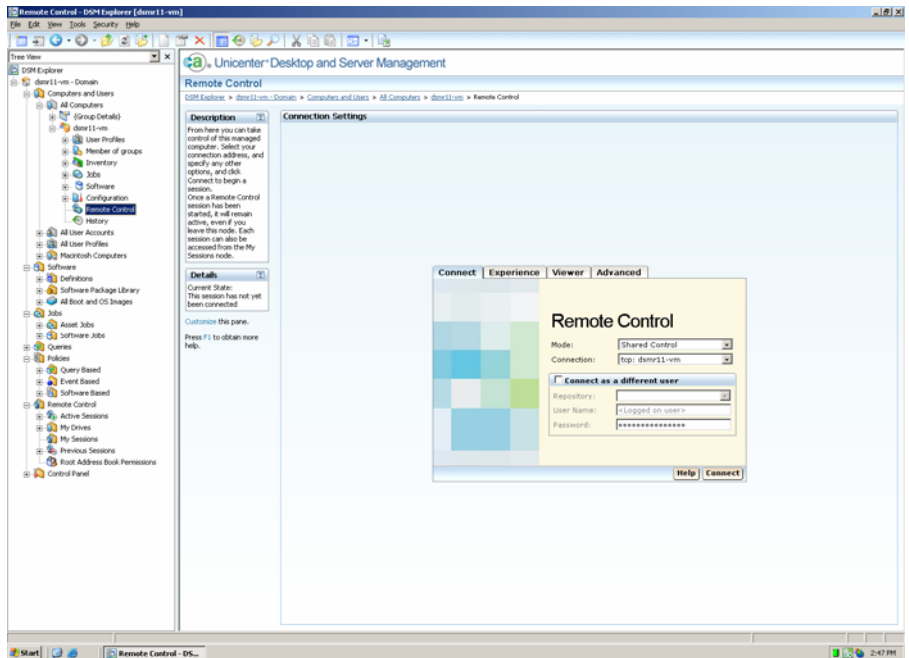 Remote Control - DSM Explorer [dsmr11-vm]
File Edit View Tools Security Help
Tree View
DSM Explorer
dsmr11-vm - Domain
Computers and Users
All Computers
{Group Details}
dsmr11-vm
User Profiles
Member of groups
Inventory
Jobs
Software
Configuration
Remote Control
History
All User Accounts
All User Profiles
Macintosh Computers
Software
Definitions
Software Package Library
All Boot and OS Images
Jobs
Asset Jobs
Software Jobs
Queries
Policies
Query Based
Event Based
Software Based
Remote Control
Active Sessions
My Drives
My Sessions
Previous Sessions
Root Address Book Permissions
Control Panel
ca Unicenter® Desktop and Server Management
Remote Control
DSM Explorer > dsmr11-vm - Domain > Computers and Users > All Computers > dsmr11-vm > Remote Control
Description
From here you can take
control of this managed
computer. Select your
connection address, and
specify any other
options, and click
Connect to begin a
session.
Once a Remote Control
session has been
started, it will remain
active, even if you
leave this node. Each
session can also be
accessed from the My
Sessions node.
Details
Current State:
This session has not yet
been connected
Customize this pane.
Press F1 to obtain more
help.
Connection Settings
Connect Experience Viewer Advanced
Remote Control
Mode: Shared Control
Connection: tcp: dsmr11-vm
Connect as a different user
Repository:
User Name: <Logged on user>
Password: ***************
Help Connect
Start Remote Control - DS... 2:47 PM